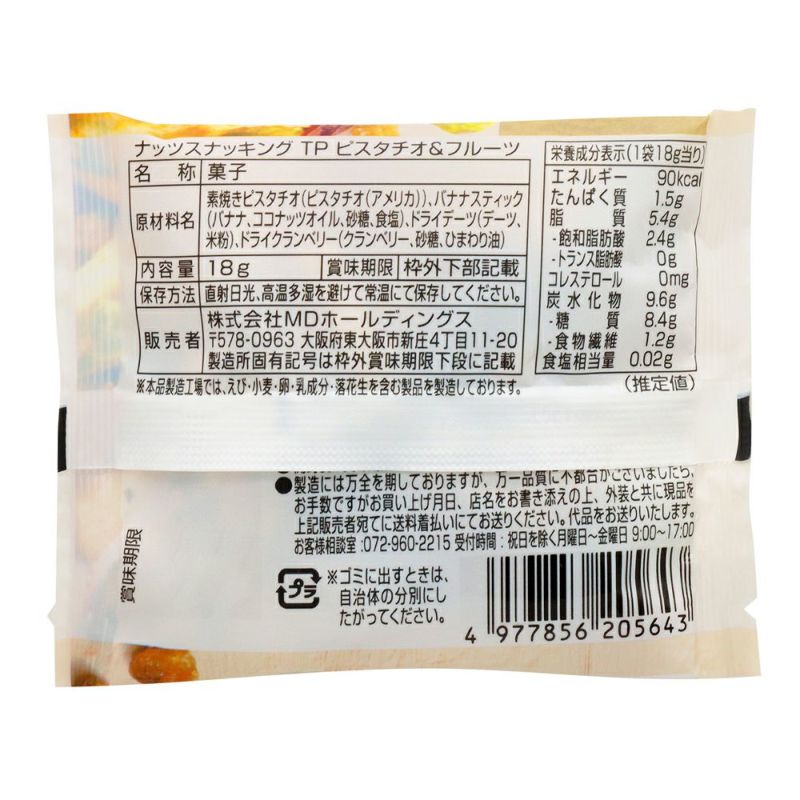 ナッツスナッキング TP ピスタチオ&フルーツ
名 称 菓子
原材料名 素焼きピスタチオ(ピスタチオ(アメリカ))、バナナスティック
(バナナ、ココナッツオイル、砂糖、食塩)、ドライデーツ(デーツ、
米粉)、ドライクランベリー(クランベリー、砂糖、ひまわり油)
内容量 18g 賞味期限 枠外下部記載
保存方法 直射日光、高温多湿を避けて常温にて保存してください。
販売者 株式会社MDホールディングス
〒578-0963 大阪府東大阪市新庄4丁目11-20
製造所固有記号は枠外賞味期限下段に記載
※本品製造工場では、えび・小麦・卵・乳成分・落花生を含む製品を製造しております。
栄養成分表示(1袋18g当り)
エネルギー 90kcal
たんぱく質 1.5g
脂 質 5.4g
-飽和脂肪酸 2.4g
-トランス脂肪酸 0g
コレステロール 0mg
炭水化物 9.6g
-糖 質 8.4g
-食物繊維 1.2g
食塩相当量 0.02g
(推定値)
●製造には万全を期しておりますが、万一品質に不都合がございましたら、
お手数ですがお買い上げ月日、店名をお書き添えの上、外装と共に現品を
上記販売者宛てに送料着払いにてお送りください。代品をお送りいたします。
お客様相談室:072-960-2215 受付時間:祝日を除く月曜日~金曜日 9:00~17:00
賞味期限
プラ
※ゴミに出すときは、
自治体の分別にし
たがってください。
4 977856 205643